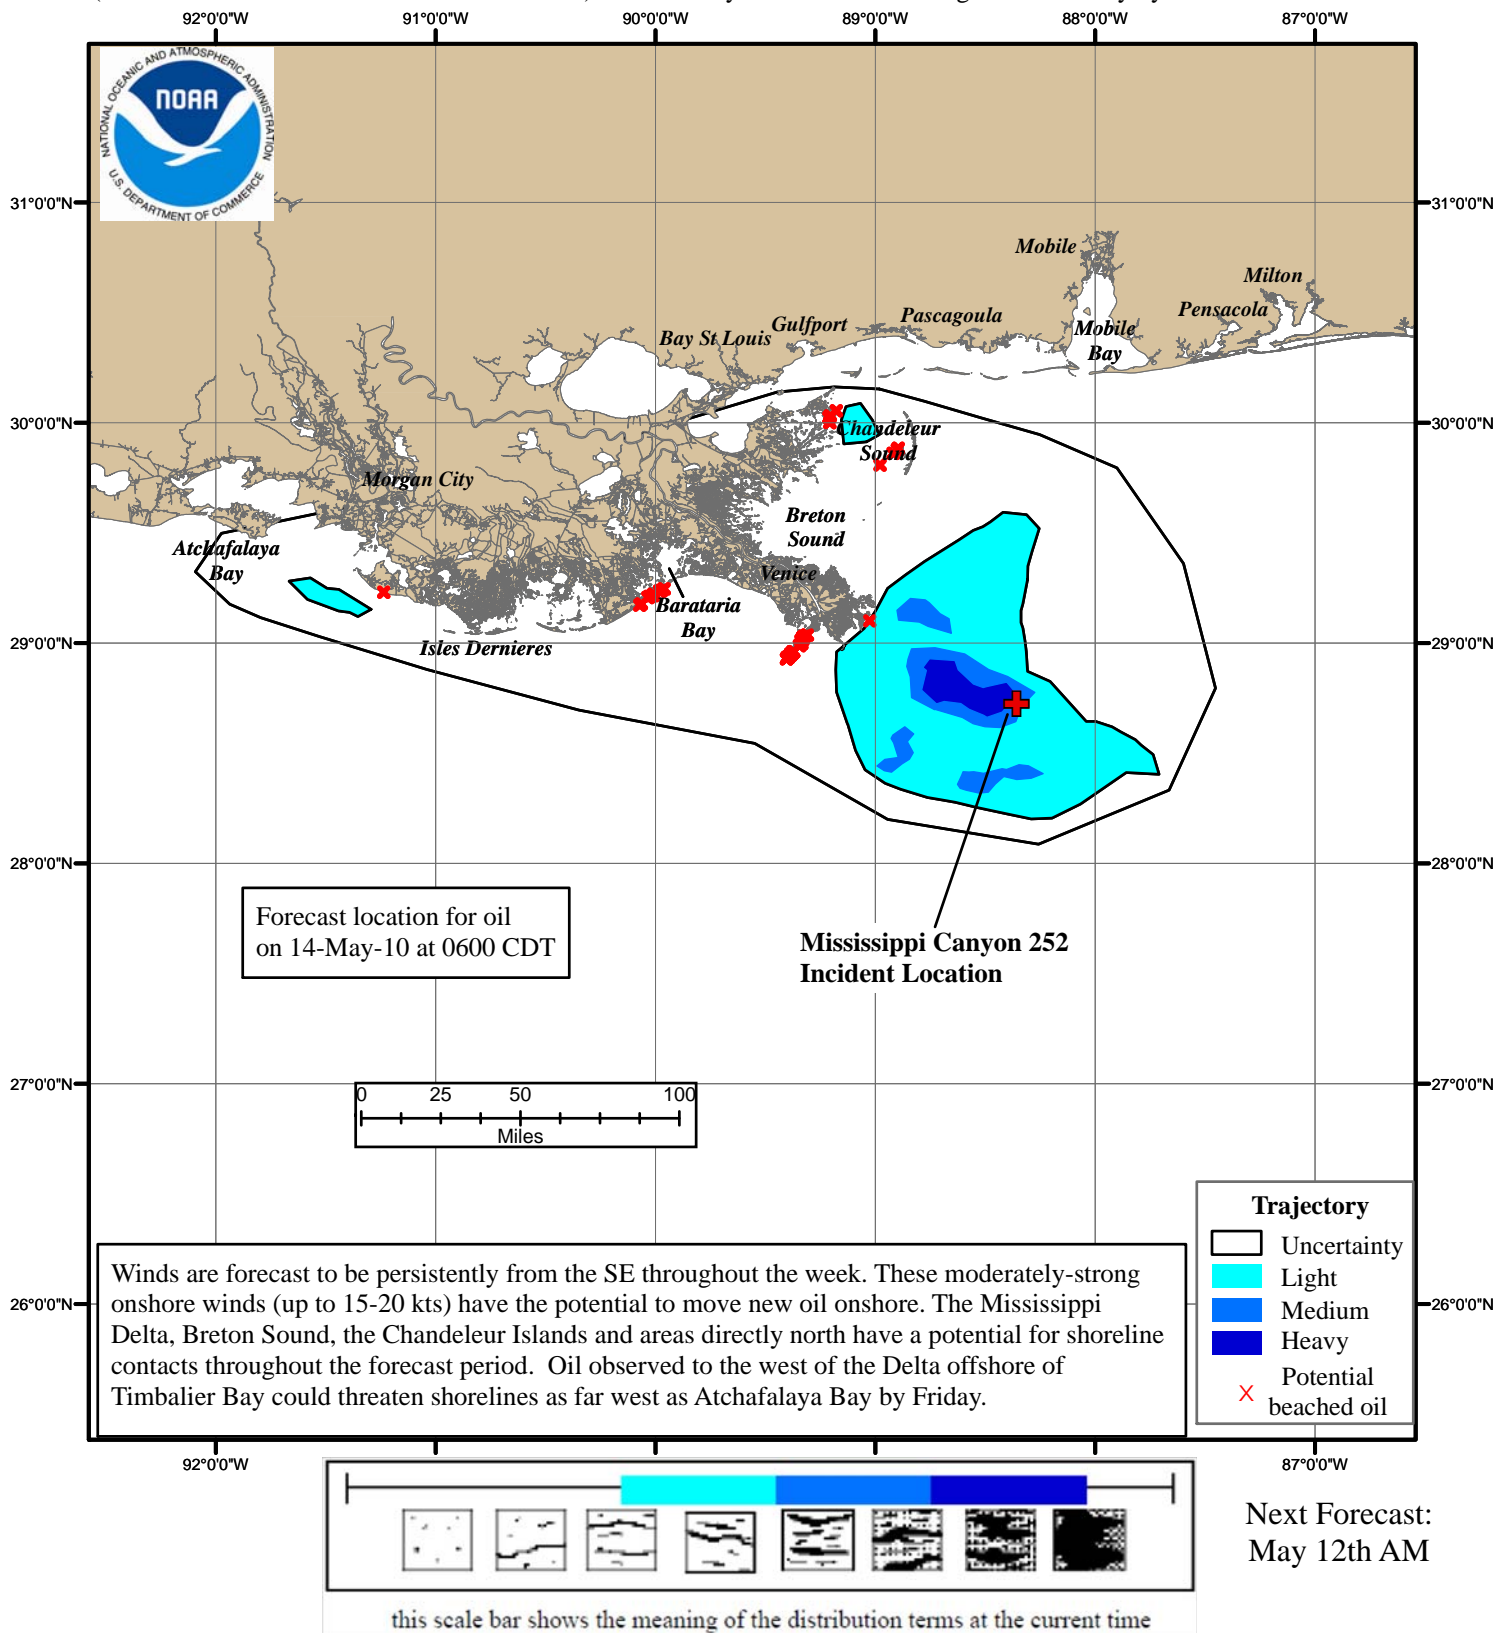 92°0'0"W
91°0'0"W
90°0'0"W
89°0'0"W
88°0'0"W
87°0'0"W
NATIONAL OCEANIC AND ATMOSPHERIC ADMINISTRATION
NOAA
U.S. DEPARTMENT OF COMMERCE
31°0'0"N
31°0'0"N
Mobile
Milton
Pensacola
Pascagoula
Gulfport
Bay St Louis
Mobile
Bay
30°0'0"N
30°0'0"N
Chandeleur
Sound
Morgan City
Breton
Sound
Atchafalaya
Bay
Venice
Barataria
Bay
Isles Dernieres
29°0'0"N
29°0'0"N
28°0'0"N
28°0'0"N
Forecast location for oil
on 14-May-10 at 0600 CDT
Mississippi Canyon 252
Incident Location
27°0'0"N
27°0'0"N
0 25 50 100
Miles
Trajectory
Uncertainty
Light
Medium
Heavy
X Potential
beached oil
26°0'0"N
26°0'0"N
Winds are forecast to be persistently from the SE throughout the week. These moderately-strong
onshore winds (up to 15-20 kts) have the potential to move new oil onshore. The Mississippi
Delta, Breton Sound, the Chandeleur Islands and areas directly north have a potential for shoreline
contacts throughout the forecast period. Oil observed to the west of the Delta offshore of
Timbalier Bay could threaten shorelines as far west as Atchafalaya Bay by Friday.
92°0'0"W
87°0'0"W
Next Forecast:
May 12th AM
this scale bar shows the meaning of the distribution terms at the current time